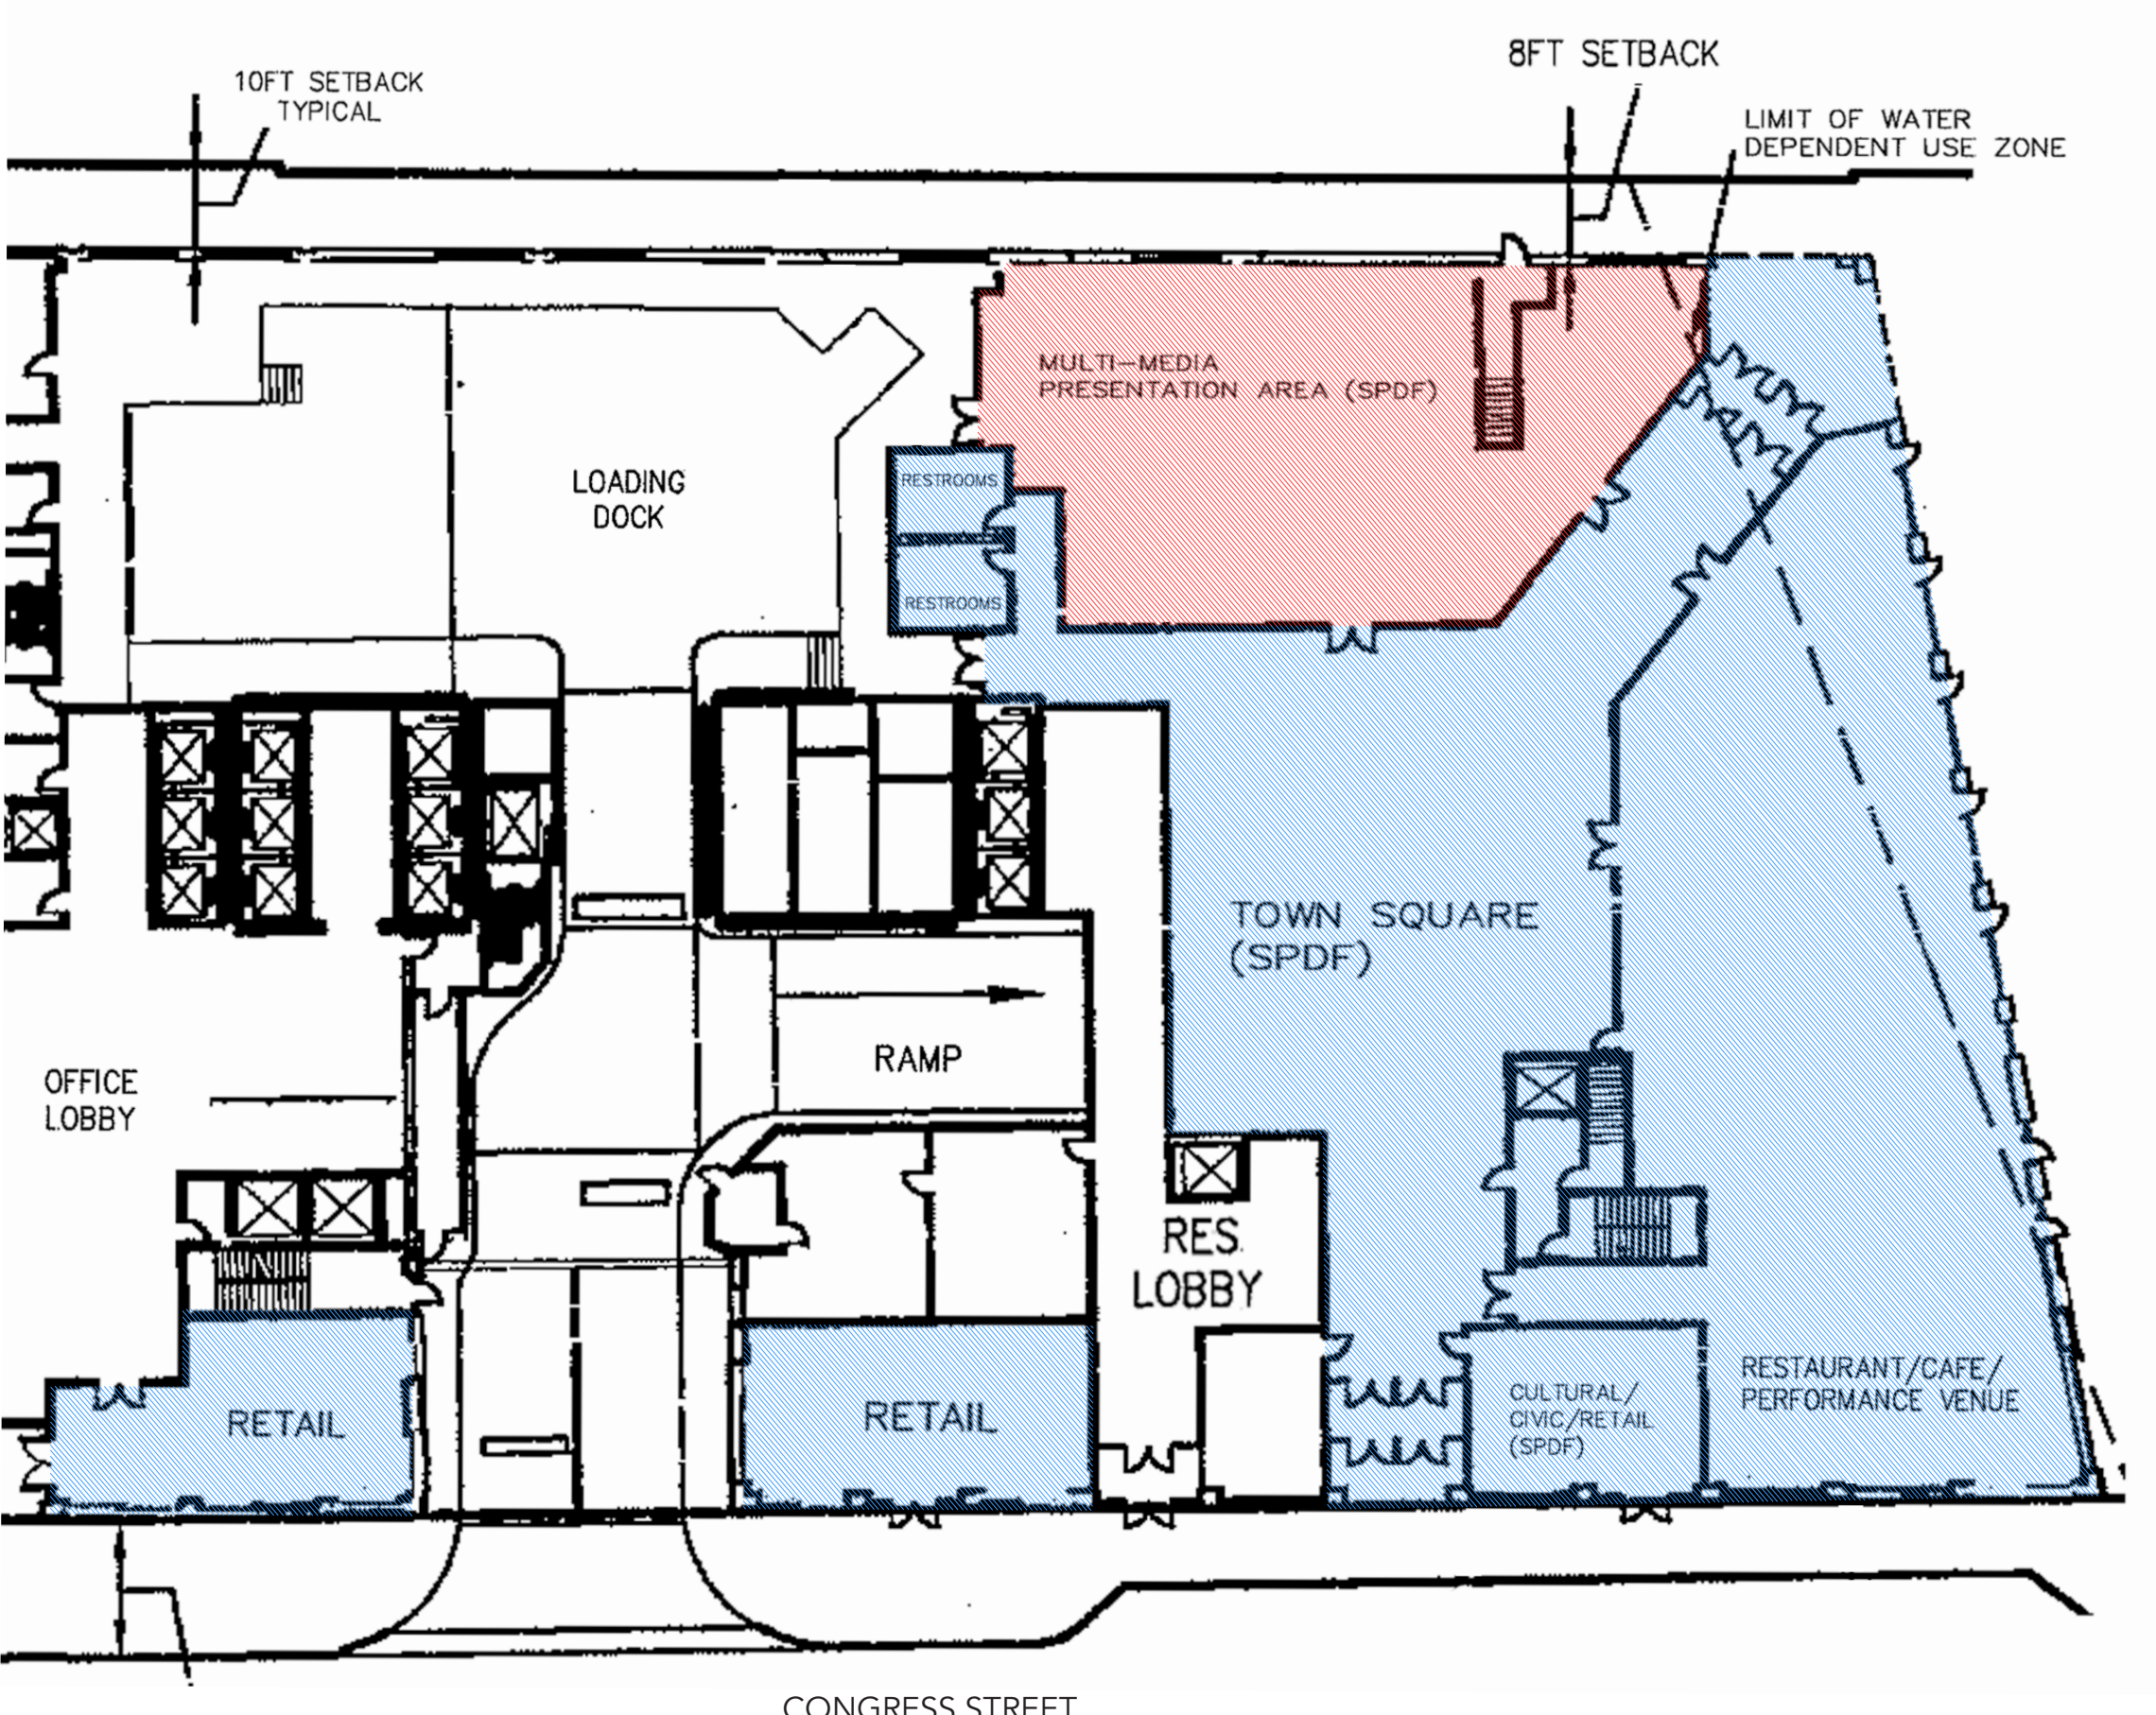 8FT SETBACK
10FT SETBACK
TYPICAL
LIMIT OF WATER
DEPENDENT USE ZONE
MULTI-MEDIA
PRESENTATION AREA (SPDF)
LOADING
DOCK
RESTROOMS
RESTROOMS
TOWN SQUARE
(SPDF)
RAMP
OFFICE
LOBBY
RES.
LOBBY
RETAIL
RETAIL
CULTURAL/
CIVIC/RETAIL
(SPDF)
RESTAURANT/CAFE/
PERFORMANCE VENUE
CONGRESS STREET